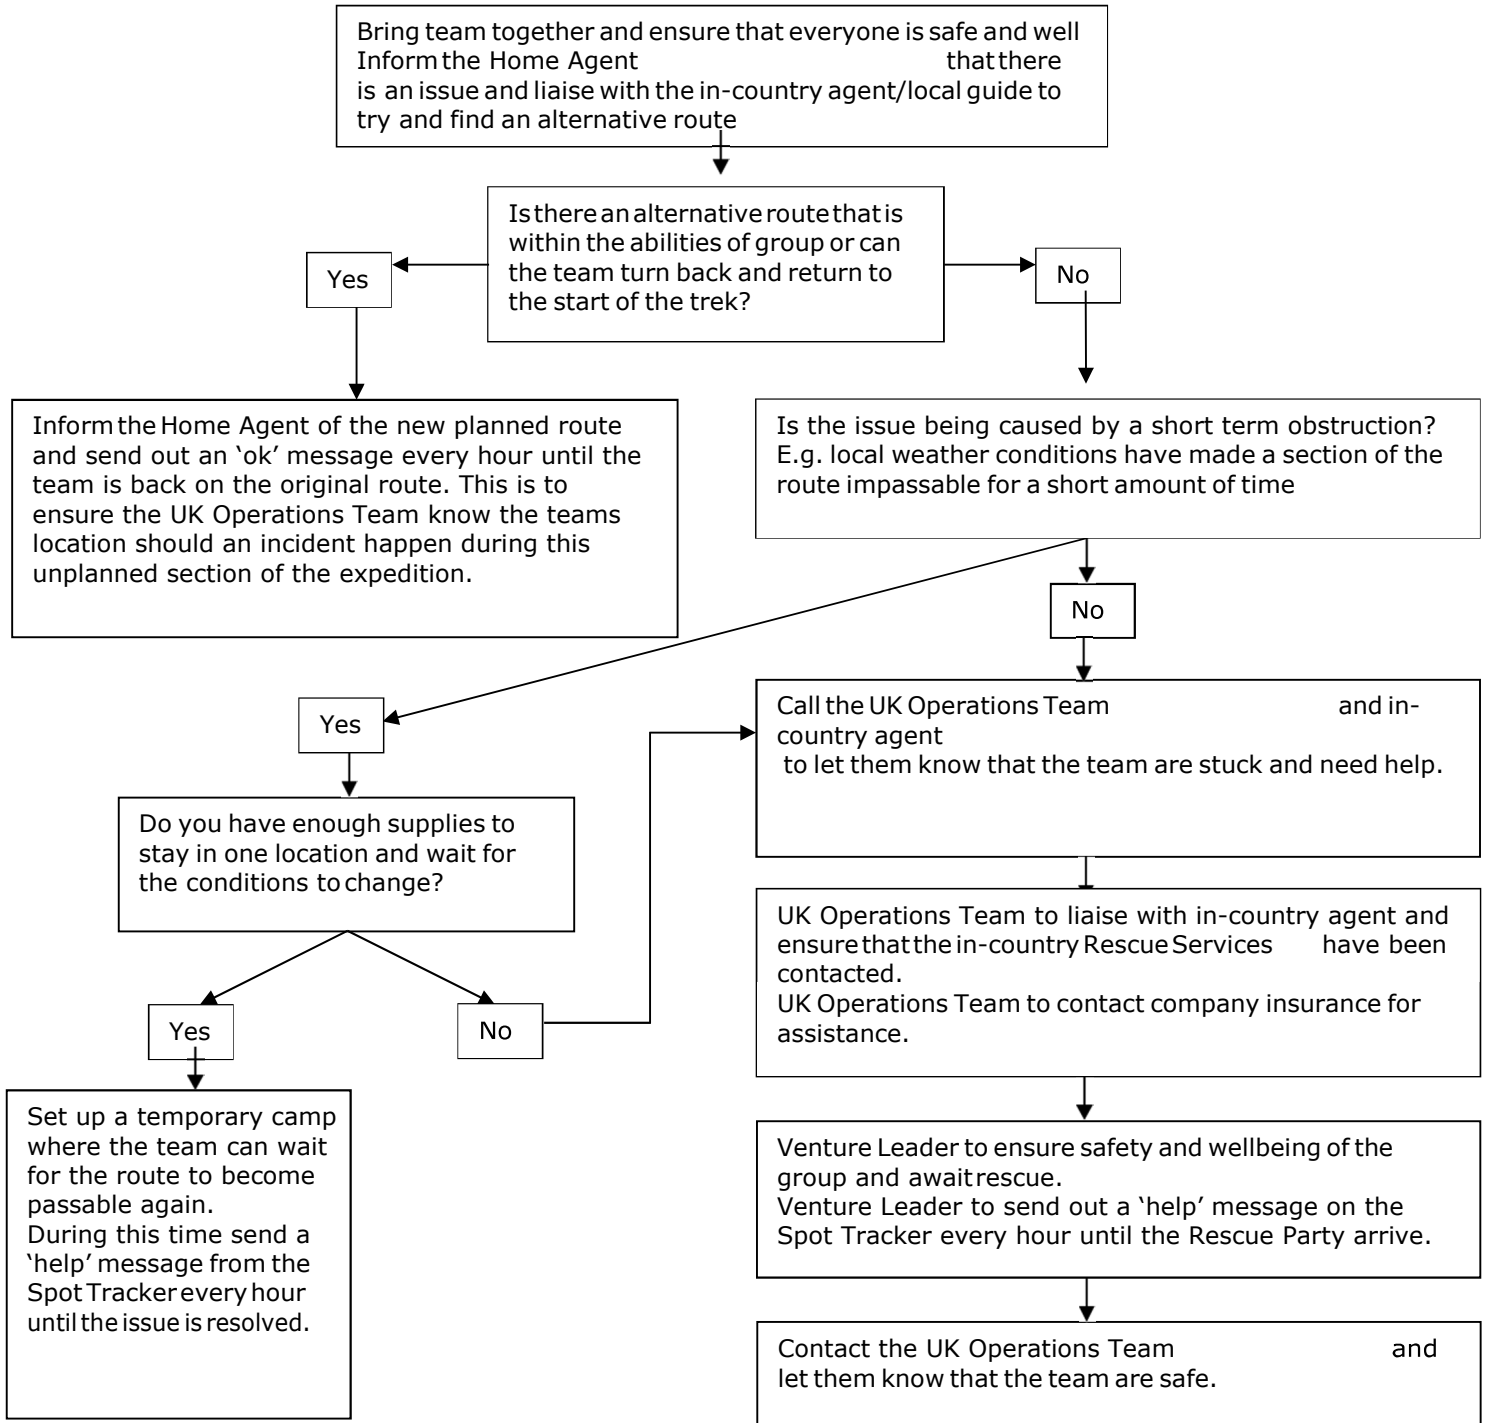 Bring team together and ensure that everyone is safe and well
Inform the Home Agent that there
is an issue and liaise with the in-country agent/local guide to
try and find an alternative route
Is there an alternative route that is
within the abilities of group or can
the team turn back and return to
the start of the trek?
Yes
No
Inform the Home Agent of the new planned route
and send out an ‘ok’ message every hour until the
team is back on the original route. This is to
ensure the UK Operations Team know the teams
location should an incident happen during this
unplanned section of the expedition.
Is the issue being caused by a short term obstruction?
E.g. local weather conditions have made a section of the
route impassable for a short amount of time
No
Yes
Call the UK Operations Team and in-
country agent
to let them know that the team are stuck and need help.
Do you have enough supplies to
stay in one location and wait for
the conditions to change?
UK Operations Team to liaise with in-country agent and
ensure that the in-country Rescue Services have been
contacted.
UK Operations Team to contact company insurance for
assistance.
Yes
No
Set up a temporary camp
where the team can wait
for the route to become
passable again.
During this time send a
‘help’ message from the
Spot Tracker every hour
until the issue is resolved.
Venture Leader to ensure safety and wellbeing of the
group and await rescue.
Venture Leader to send out a ‘help’ message on the
Spot Tracker every hour until the Rescue Party arrive.
Contact the UK Operations Team and
let them know that the team are safe.